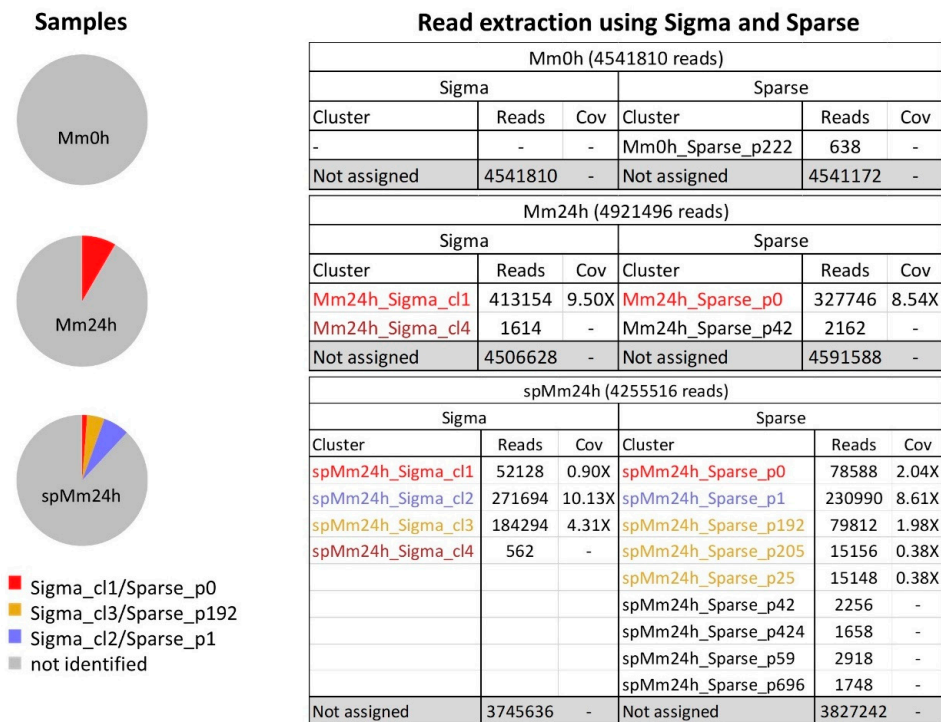 Samples
Mm0h
Mm24h
spMm24h
Sigma_cl1/Sparse_p0
Sigma_cl3/Sparse_p192
Sigma_cl2/Sparse_p1
not identified
Read extraction using Sigma and Sparse
Mm0h (4541810 reads)
Sigma Sparse
Cluster Reads Cov Cluster Reads Cov
- - - Mm0h_Sparse_p222 638 -
Not assigned 4541810 - Not assigned 4541172 -
Mm24h (4921496 reads)
Sigma Sparse
Cluster Reads Cov Cluster Reads Cov
Mm24h_Sigma_cl1 413154 9.50X Mm24h_Sparse_p0 327746 8.54X
Mm24h_Sigma_cl4 1614 - Mm24h_Sparse_p42 2162 -
Not assigned 4506628 - Not assigned 4591588 -
spMm24h (4255516 reads)
Sigma Sparse
Cluster Reads Cov Cluster Reads Cov
spMm24h_Sigma_cl1 52128 0.90X spMm24h_Sparse_p0 78588 2.04X
spMm24h_Sigma_cl2 271694 10.13X spMm24h_Sparse_p1 230990 8.61X
spMm24h_Sigma_cl3 184294 4.31X spMm24h_Sparse_p192 79812 1.98X
spMm24h_Sigma_cl4 562 - spMm24h_Sparse_p205 15156 0.38X
spMm24h_Sparse_p25 15148 0.38X
spMm24h_Sparse_p42 2256 -
spMm24h_Sparse_p424 1658 -
spMm24h_Sparse_p59 2918 -
spMm24h_Sparse_p696 1748 -
Not assigned 3745636 - Not assigned 3827242 -